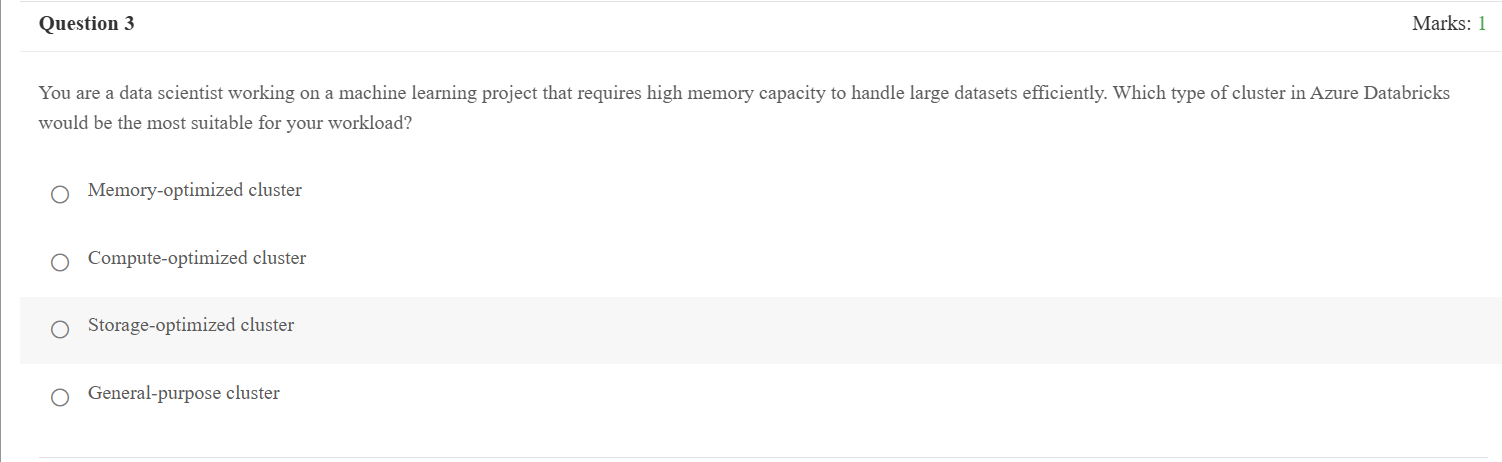 Question 3
Marks: 1
You are a data scientist working on a machine learning project that requires high memory capacity to handle large datasets efficiently. Which type of cluster in Azure Databricks
would be the most suitable for your workload?
Memory-optimized cluster
Compute-optimized cluster
Storage-optimized cluster
General-purpose cluster